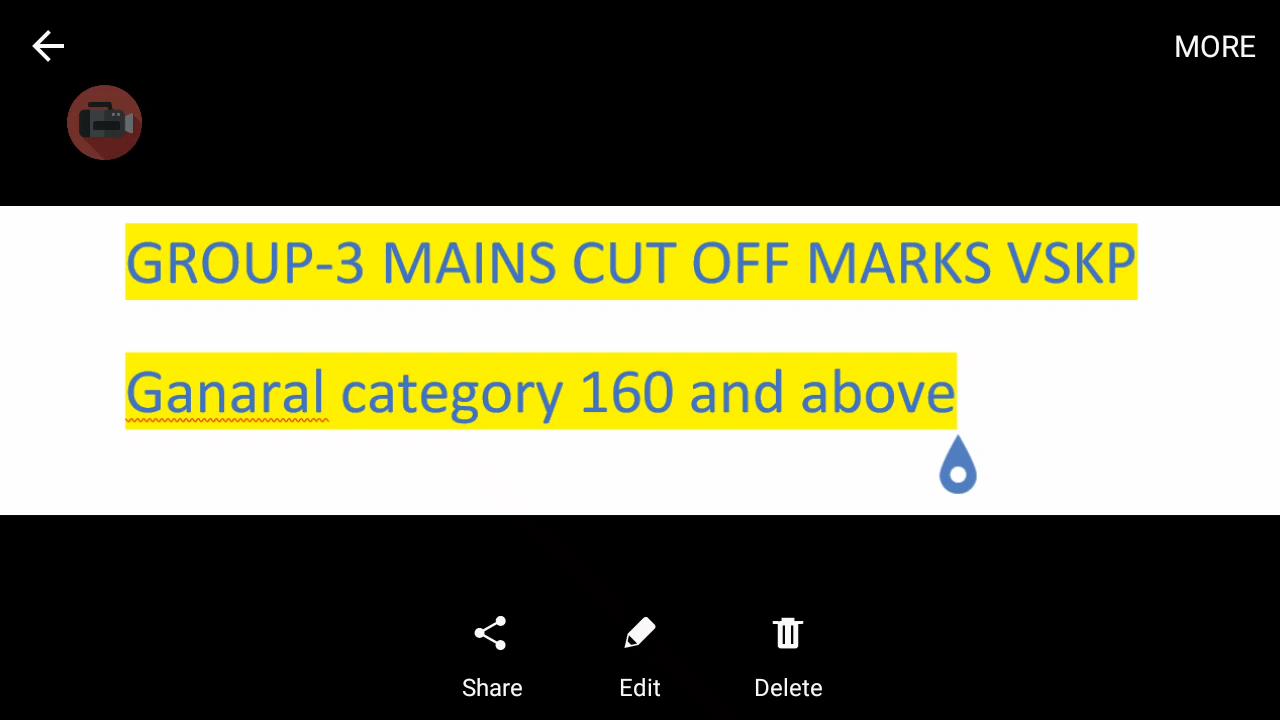 MORE
GROUP-3 MAINS CUT OFF MARKS VSKP
Ganaral category 160 and above
Share Edit Delete